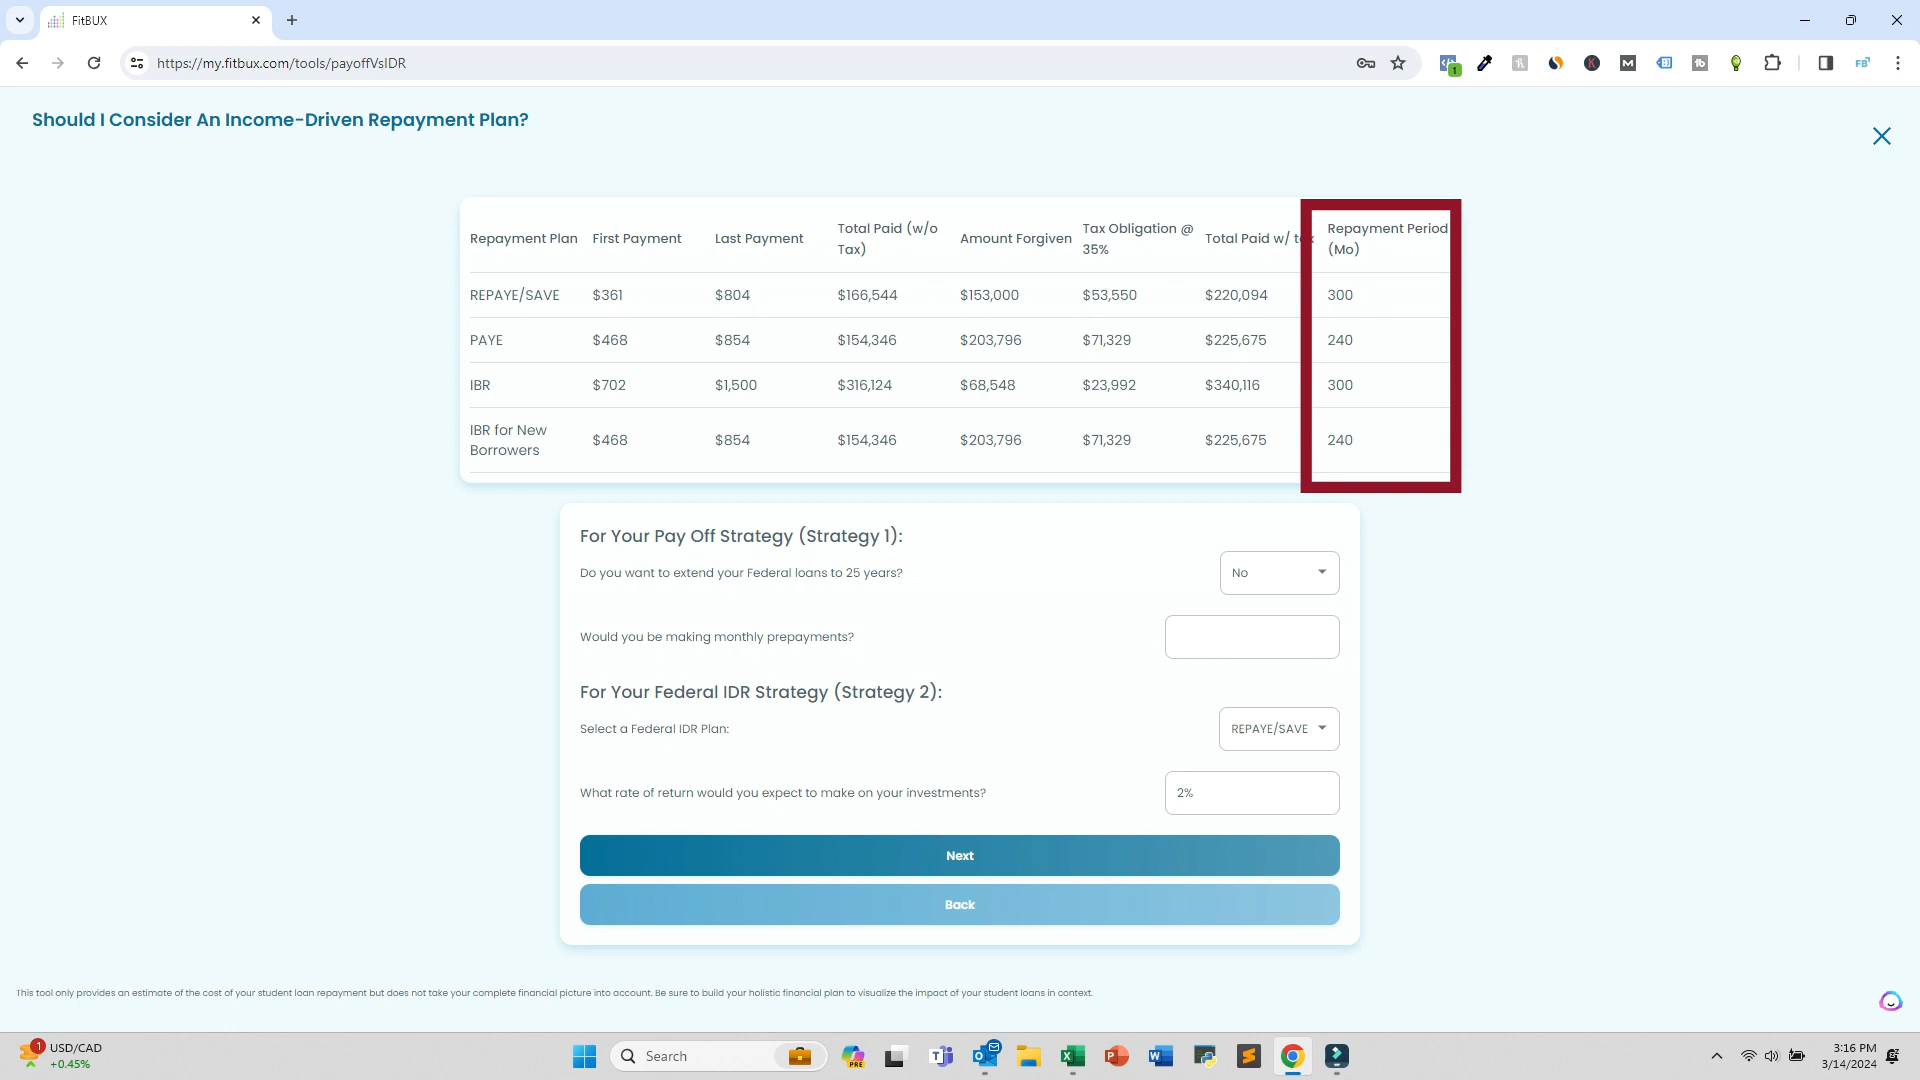 FitBUX
https://my.fitbux.com/tools/payoffVsIDR
1
Should I Consider An Income-Driven Repayment Plan?
Repayment Plan First Payment Last Payment Total Paid (w/o Tax) Amount Forgiven Tax Obligation @ 35% Total Paid w/ Repayment Period (Mo)
REPAYE/SAVE $361 $804 $166,544 $153,000 $53,550 $220,094 300
PAYE $468 $854 $154,346 $203,796 $71,329 $225,675 240
IBR $702 $1,500 $316,124 $68,548 $23,992 $340,116 300
IBR for New Borrowers $468 $854 $154,346 $203,796 $71,329 $225,675 240
For Your Pay Off Strategy (Strategy 1):
Do you want to extend your Federal loans to 25 years? No
Would you be making monthly prepayments?
For Your Federal IDR Strategy (Strategy 2):
Select a Federal IDR Plan: REPAYE/SAVE
What rate of return would you expect to make on your investments? 2%
Next
Back
This tool only provides an estimate of the cost of your student loan repayment but does not take your complete financial picture into account. Be sure to build your holistic financial plan to visualize the impact of your student loans in context.
1 USD/CAD
+0.45%
Search
PRE
3:16 PM
3/14/2024